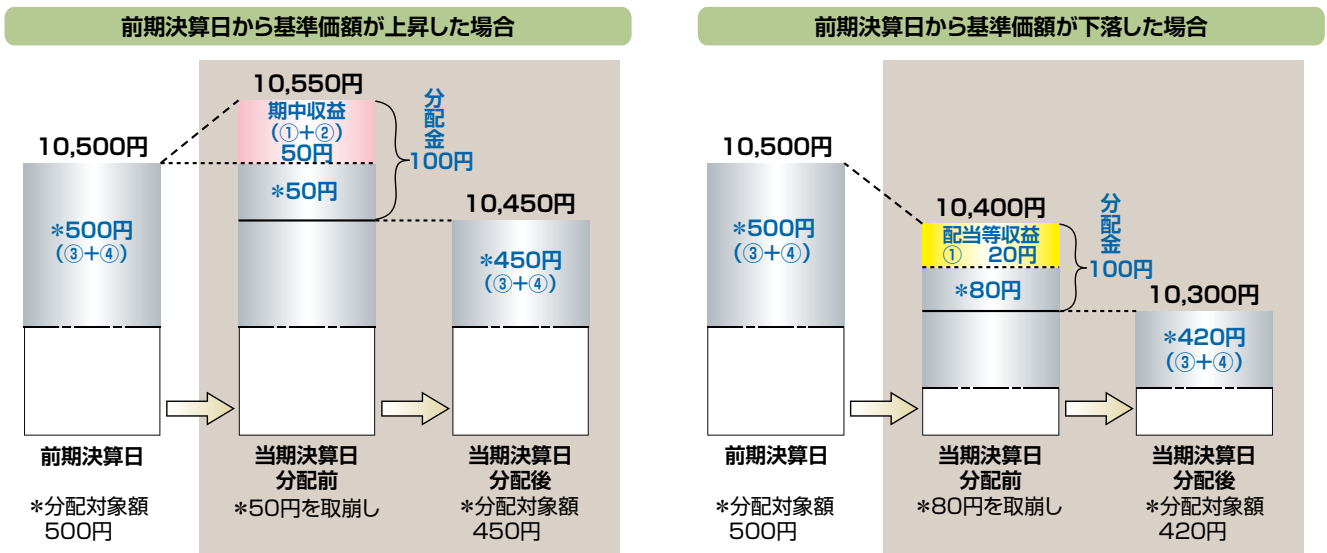 前期決算日から基準価額が上昇した場合
10,500円
*500円
(③+④)
前期決算日
*分配対象額
500円
10,550円
期中収益
(①+②)
50円
*50円
分配金
100円
当期決算日
分配前
*50円を取崩し
10,450円
*450円
(③+④)
当期決算日
分配後
*分配対象額
450円
前期決算日から基準価額が下落した場合
10,500円
*500円
(③+④)
前期決算日
*分配対象額
500円
10,400円
配当等収益
① 20円
*80円
分配金
100円
当期決算日
分配前
*80円を取崩し
10,300円
*420円
(③+④)
当期決算日
分配後
*分配対象額
420円